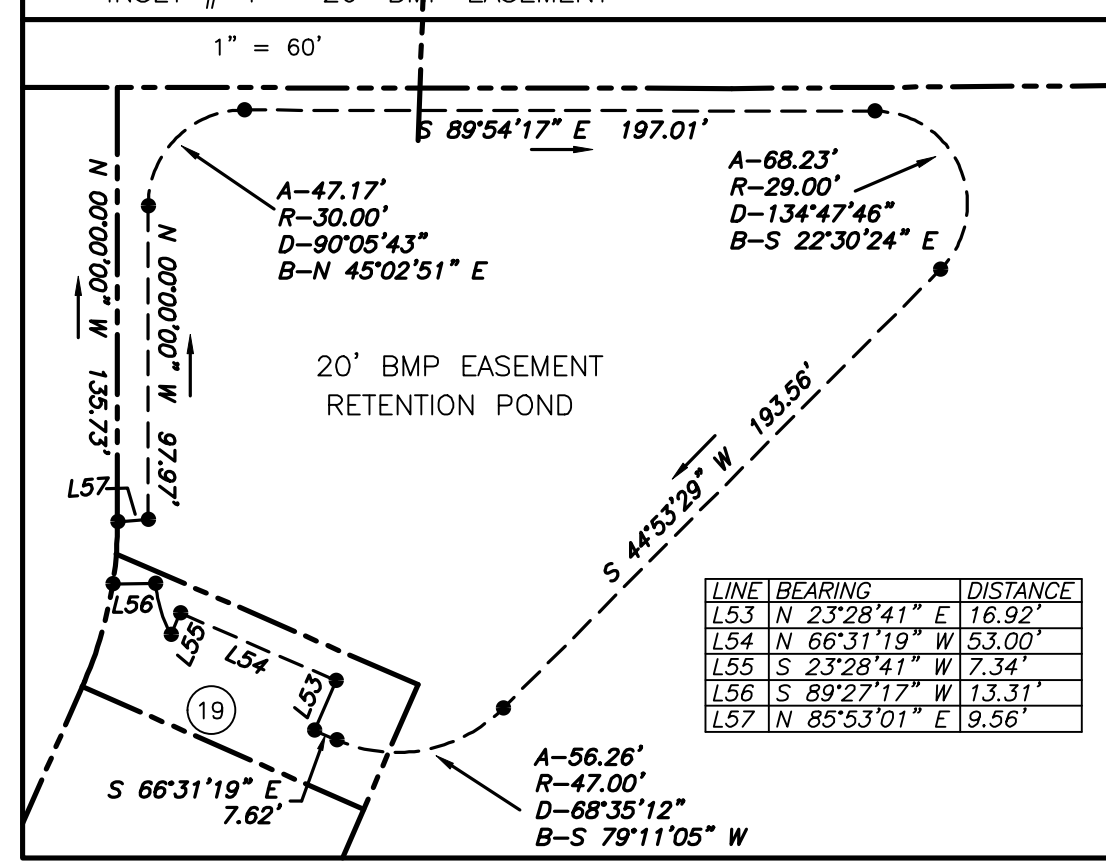 1" = 60'
S 89°54'17" E 197.01'
A-68.23'
R-29.00'
D-134°47'46"
B-S 22°30'24" E
A-47.17'
R-30.00'
D-90°05'43"
B-N 45°02'51" E
N 00°00'00" W 135.73'
N 00°00'00" W 97.97'
20' BMP EASEMENT
RETENTION POND
S 44°53'29" W 193.56'
L57
L56
L55
L54
L53
19
S 66°31'19" E
7.62'
A-56.26'
R-47.00'
D-68°35'12"
B-S 79°11'05" W
LINE BEARING DISTANCE
L53 N 23°28'41" E 16.92'
L54 N 66°31'19" W 53.00'
L55 S 23°28'41" W 7.34'
L56 S 89°27'17" W 13.31'
L57 N 85°53'01" E 9.56'